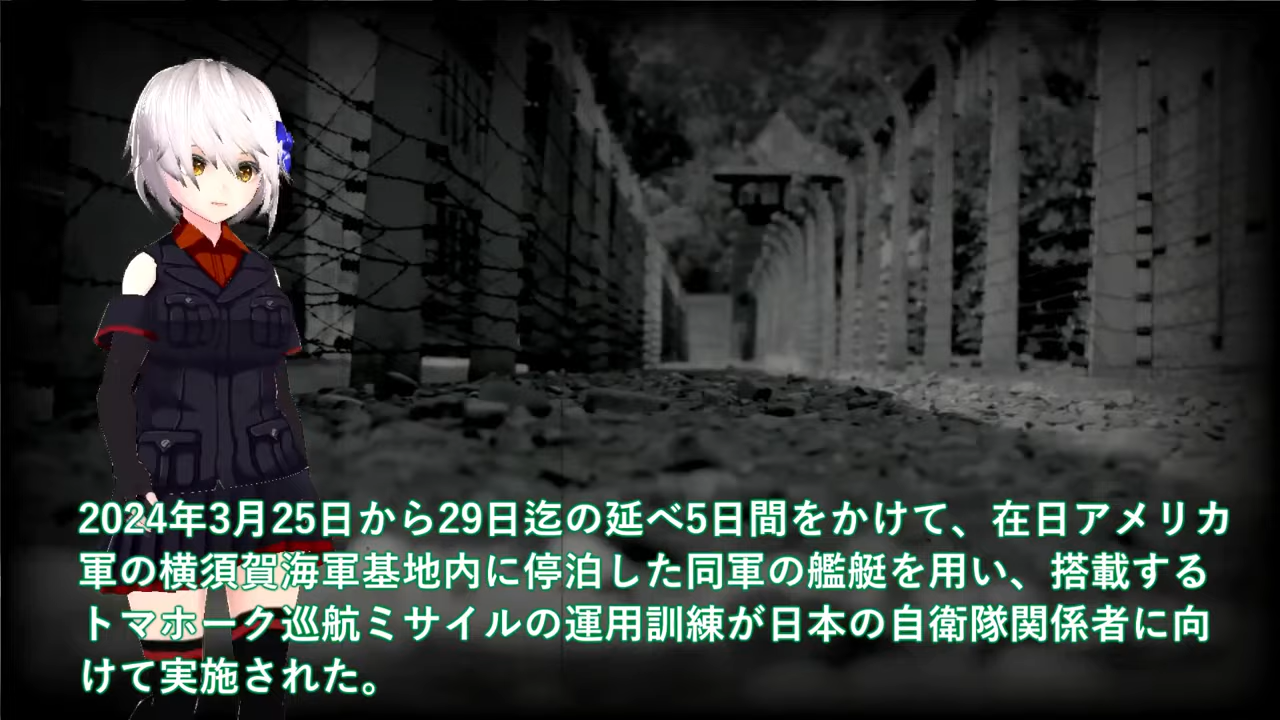 2024年3月25日から29日迄の延べ5日間をかけて、在日アメリカ
軍の横須賀海軍基地内に停泊した同軍の艦艇を用い、搭載する
トマホーク巡航ミサイルの運用訓練が日本の自衛隊関係者に向
けて実施された。